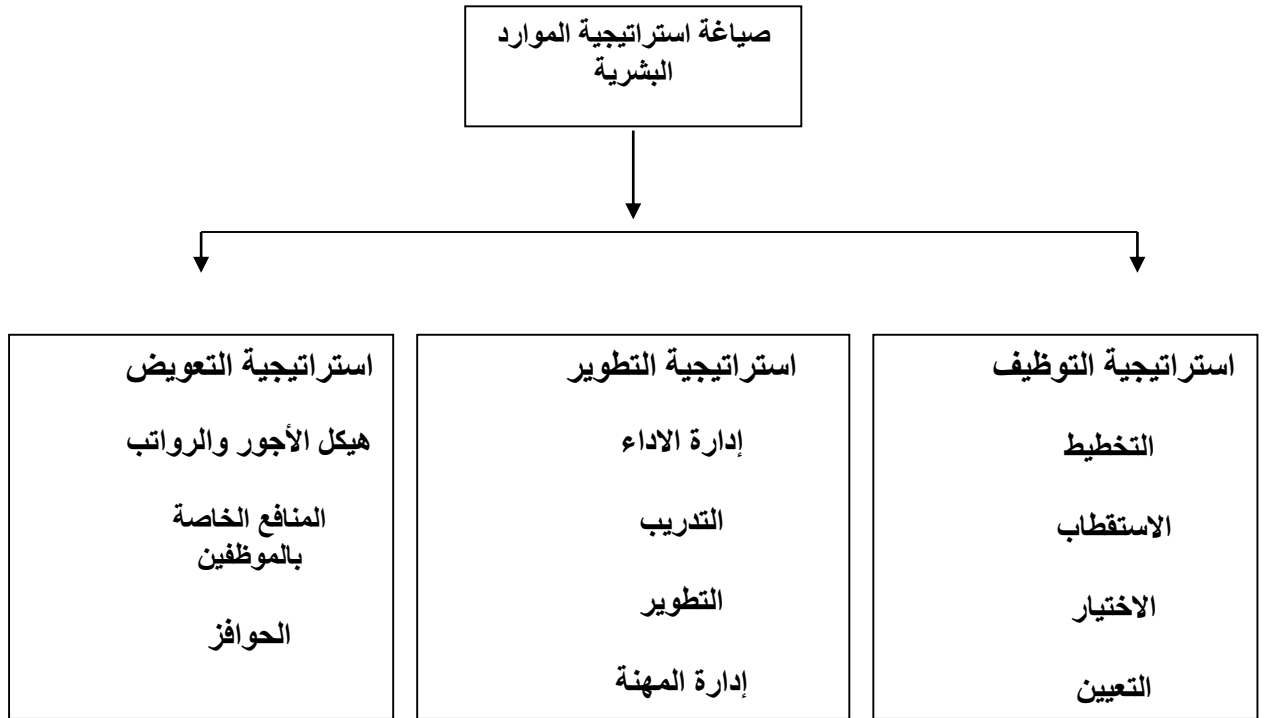 صياغة استراتيجية الموارد
البشرية
استراتيجية التوظيف
التخطيط
الاستقطاب
الاختيار
التعيين
استراتيجية التطوير
إدارة الاداء
التدريب
التطوير
إدارة المهنة
استراتيجية التعويض
هيكل الأجور والرواتب
المنافع الخاصة
بالموظفين
الحوافز